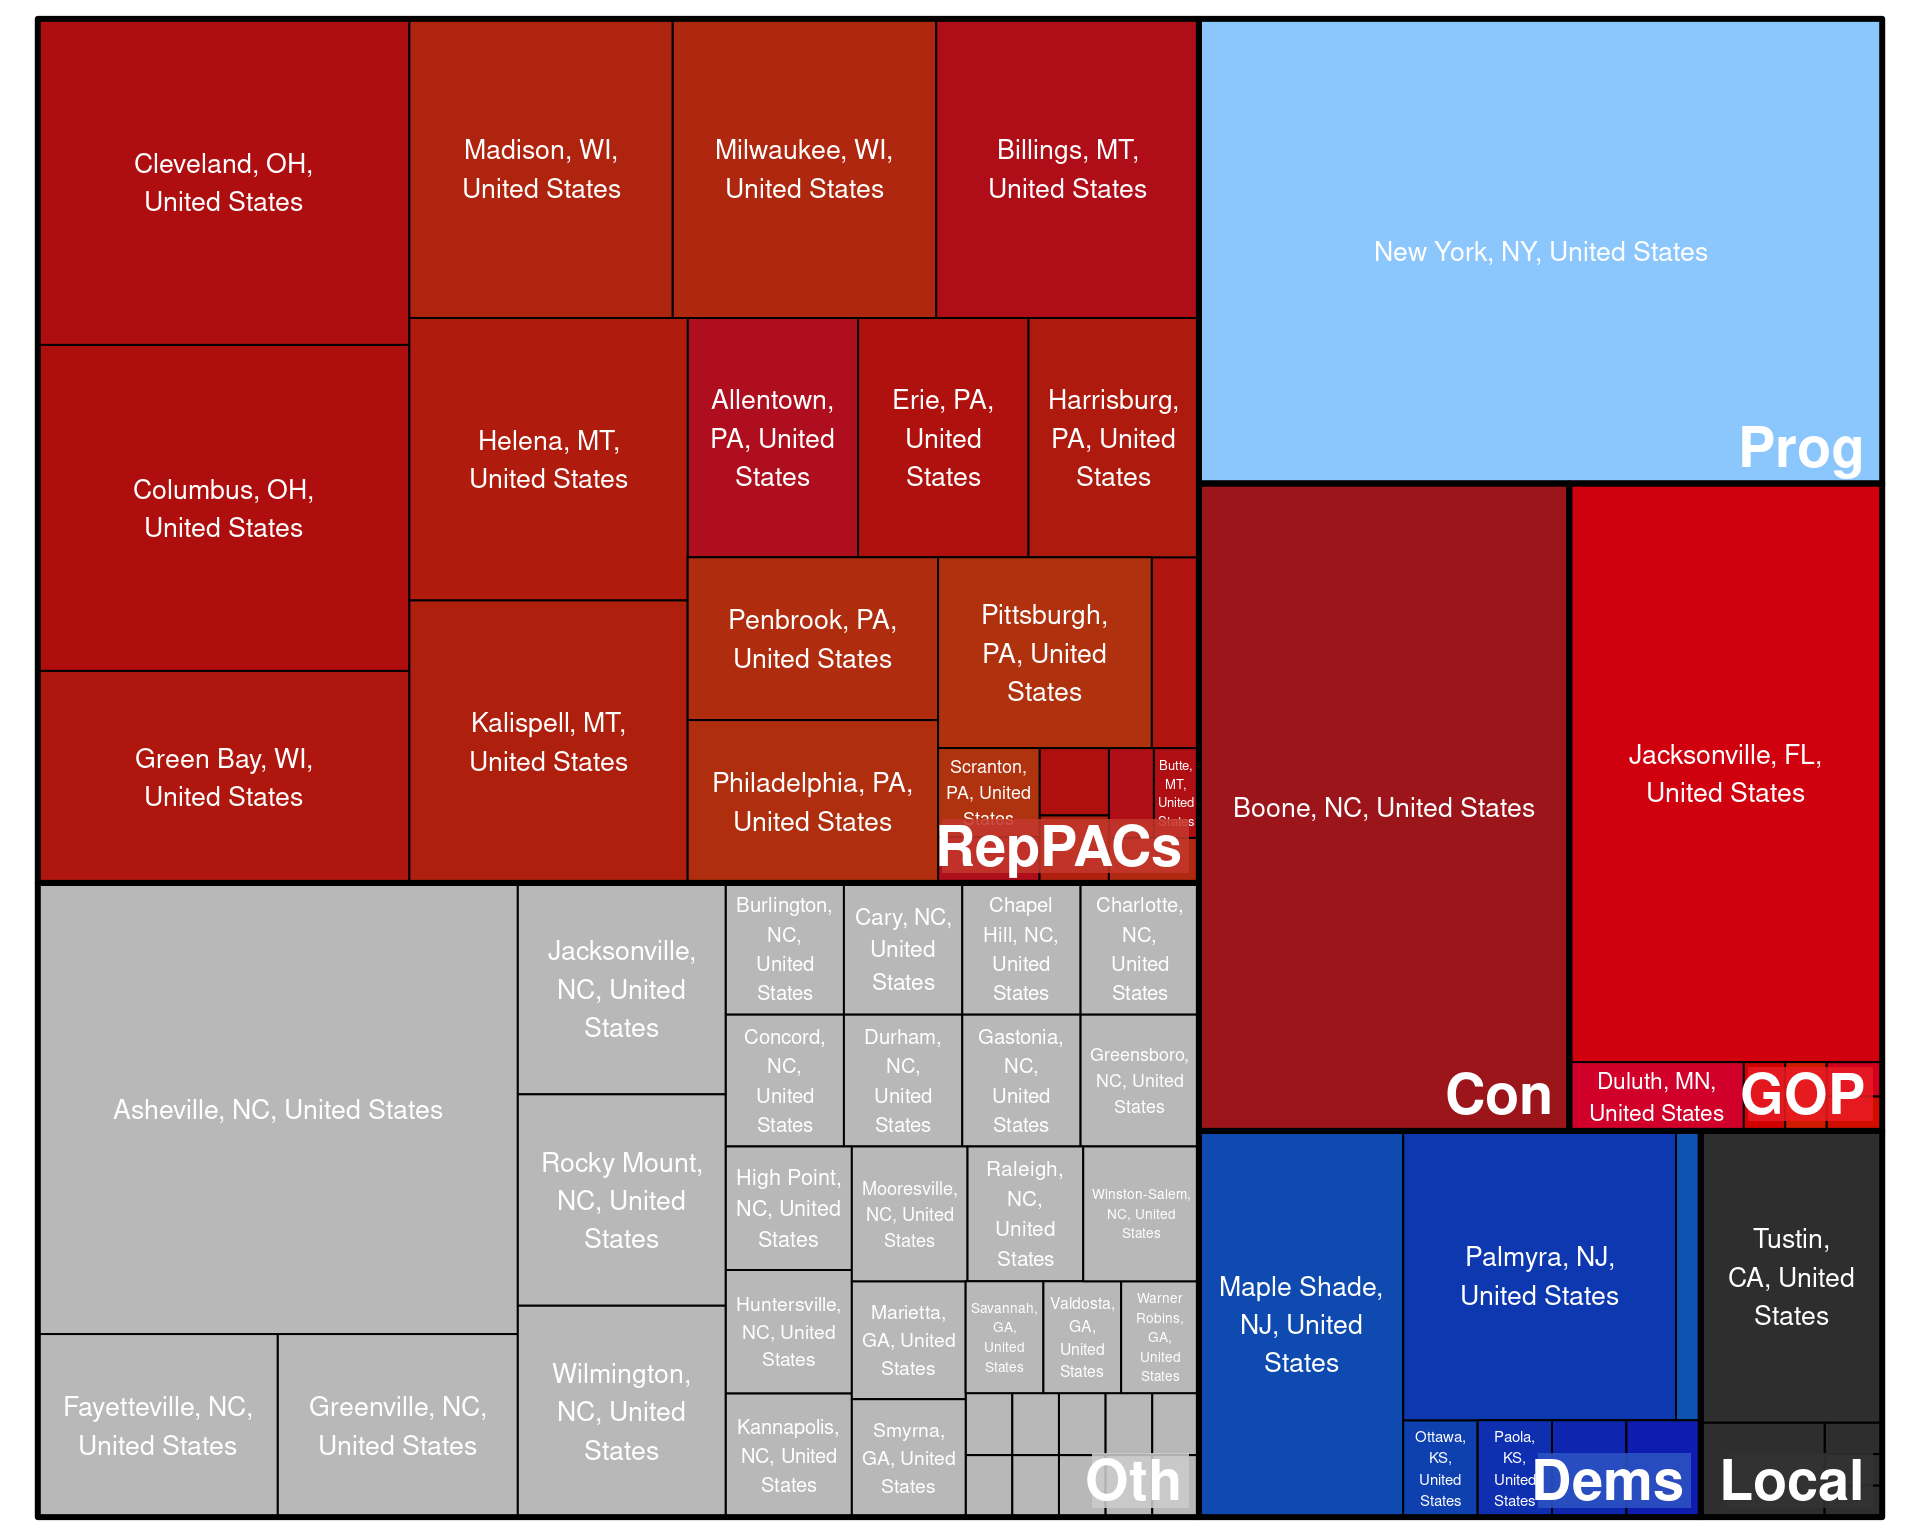 Cleveland, OH,
United States
Madison, WI,
United States
Milwaukee, WI,
United States
Billings, MT,
United States
Columbus, OH,
United States
Helena, MT,
United States
Allentown,
PA, United
States
Erie, PA,
United
States
Harrisburg,
PA, United
States
Green Bay, WI,
United States
Kalispell, MT,
United States
Penbrook, PA,
United States
Pittsburgh,
PA, United
States
Philadelphia, PA,
United States
Scranton,
PA, United
States
Butte,
MT,
United
States
RepPACs
New York, NY, United States
Prog
Boone, NC, United States
Con
Jacksonville, FL,
United States
Duluth, MN,
United States
GOP
Asheville, NC, United States
Fayetteville, NC,
United States
Greenville, NC,
United States
Jacksonville,
NC, United
States
Rocky Mount,
NC, United
States
Wilmington,
NC, United
States
Burlington,
NC,
United
States
Cary, NC,
United
States
Chapel
Hill, NC,
United
States
Charlotte,
NC,
United
States
Concord,
NC,
United
States
Durham,
NC,
United
States
Gastonia,
NC,
United
States
Greensboro,
NC, United
States
High Point,
NC, United
States
Mooresville,
NC, United
States
Raleigh,
NC,
United
States
Winston-Salem,
NC, United
States
Huntersville,
NC, United
States
Marietta,
GA, United
States
Savannah,
GA,
United
States
Valdosta,
GA,
United
States
Warner
Robins,
GA,
United
States
Kannapolis,
NC, United
States
Smyrna,
GA, United
States
Oth
Maple Shade,
NJ, United
States
Palmyra, NJ,
United States
Ottawa,
KS,
United
States
Paola,
KS,
United
States
Dems
Tustin,
CA, United
States
Local